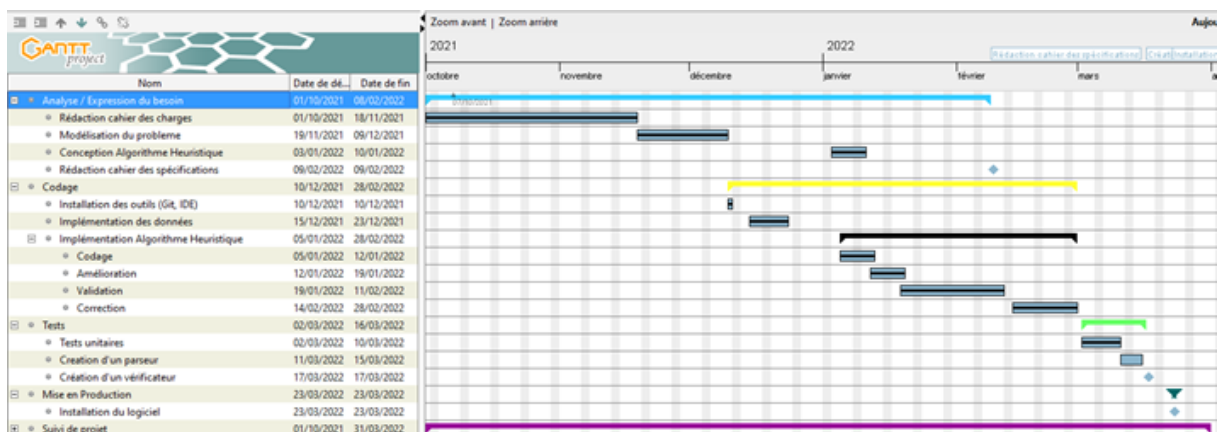 Zoom avant | Zoom arrière
Aujou
GANTT project
2021
2022
Rédaction cahier des spécifications
Créat
Installation
Nom Date de dé... Date de fin
octobre novembre décembre janvier février mars a
Analyse / Expression du besoin 01/10/2021 08/02/2022
Rédaction cahier des charges 01/10/2021 18/11/2021
Modélisation du probleme 19/11/2021 09/12/2021
Conception Algorithme Heuristique 03/01/2022 10/01/2022
Rédaction cahier des spécifications 09/02/2022 09/02/2022
Codage 10/12/2021 28/02/2022
Installation des outils (Git, IDE) 10/12/2021 10/12/2021
Implémentation des données 15/12/2021 23/12/2021
Implémentation Algorithme Heuristique 05/01/2022 28/02/2022
Codage 05/01/2022 12/01/2022
Amélioration 12/01/2022 19/01/2022
Validation 19/01/2022 11/02/2022
Correction 14/02/2022 28/02/2022
Tests 02/03/2022 16/03/2022
Tests unitaires 02/03/2022 10/03/2022
Creation d'un parseur 11/03/2022 15/03/2022
Création d'un vérificateur 17/03/2022 17/03/2022
Mise en Production 23/03/2022 23/03/2022
Installation du logiciel 23/03/2022 23/03/2022
Suivi de projet 01/10/2021 31/03/2022